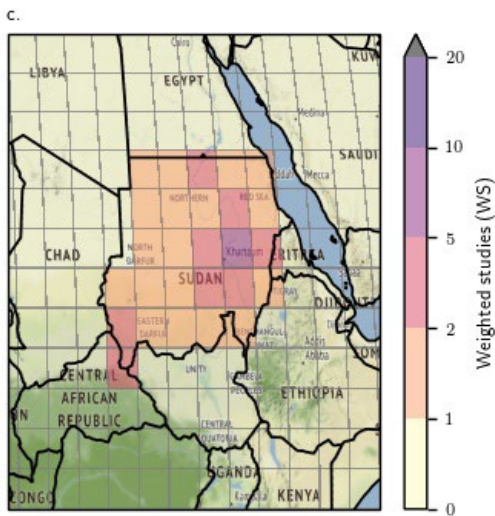 c.
Cairo
KUW
LIBYA
EGYPT
Medina
SAUDI
Mecca
NORTHERN
RED SEA
CHAD
NORTH
DARFUR
Khartoum
ERITREA
SUDAN
EASTERN
DARFUR
Addis
Ababa
UNITY
CENTRAL
AFRICAN
REPUBLIC
ETHIOPIA
CENTRAL
EQUATORIA
UGANDA
KENYA
CONGO
20
10
5
2
1
0
Weighted studies (WS)